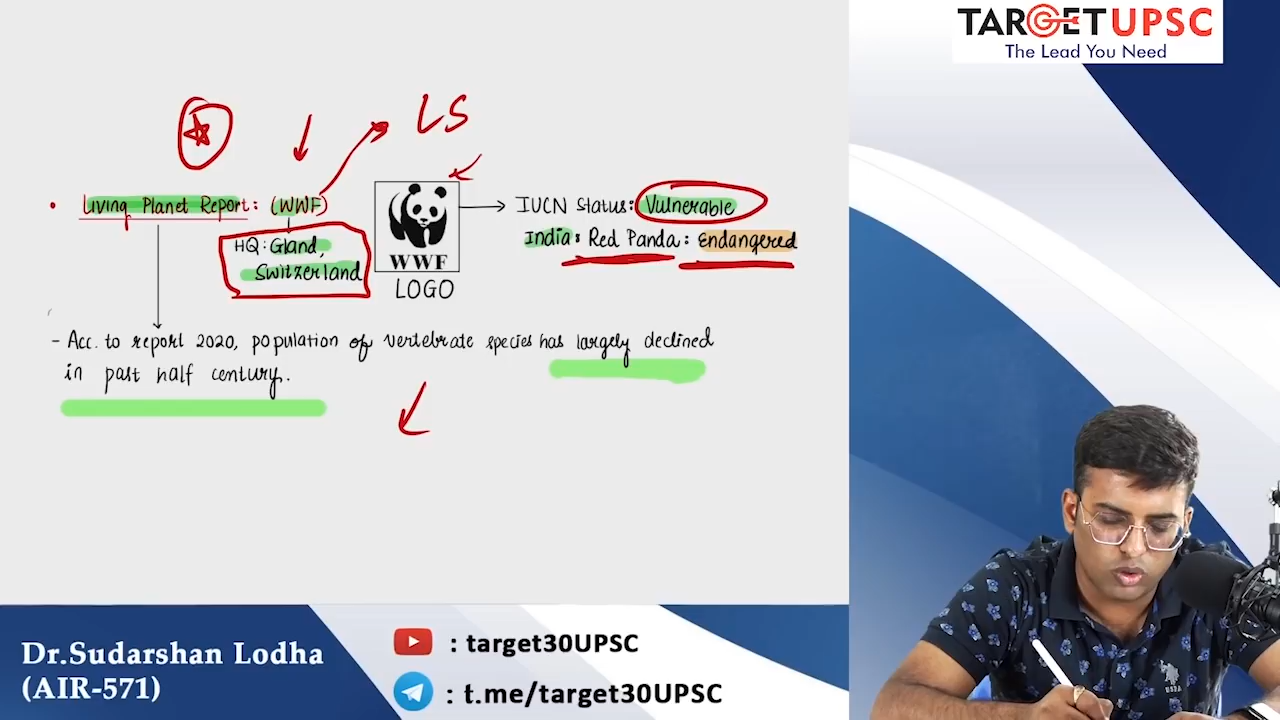 TARGETUPSC
The Lead You Need
LS
• Living Planet Report: (WWF)
HQ: Gland,
Switzerland
WWF
LOGO
IUCN Status: Vulnerable
India: Red Panda: Endangered
- Acc. to report 2020, population of vertebrate species has largely declined
in past half century.
Dr.Sudarshan Lodha
(AIR-571)
: target30UPSC
: t.me/target30UPSC